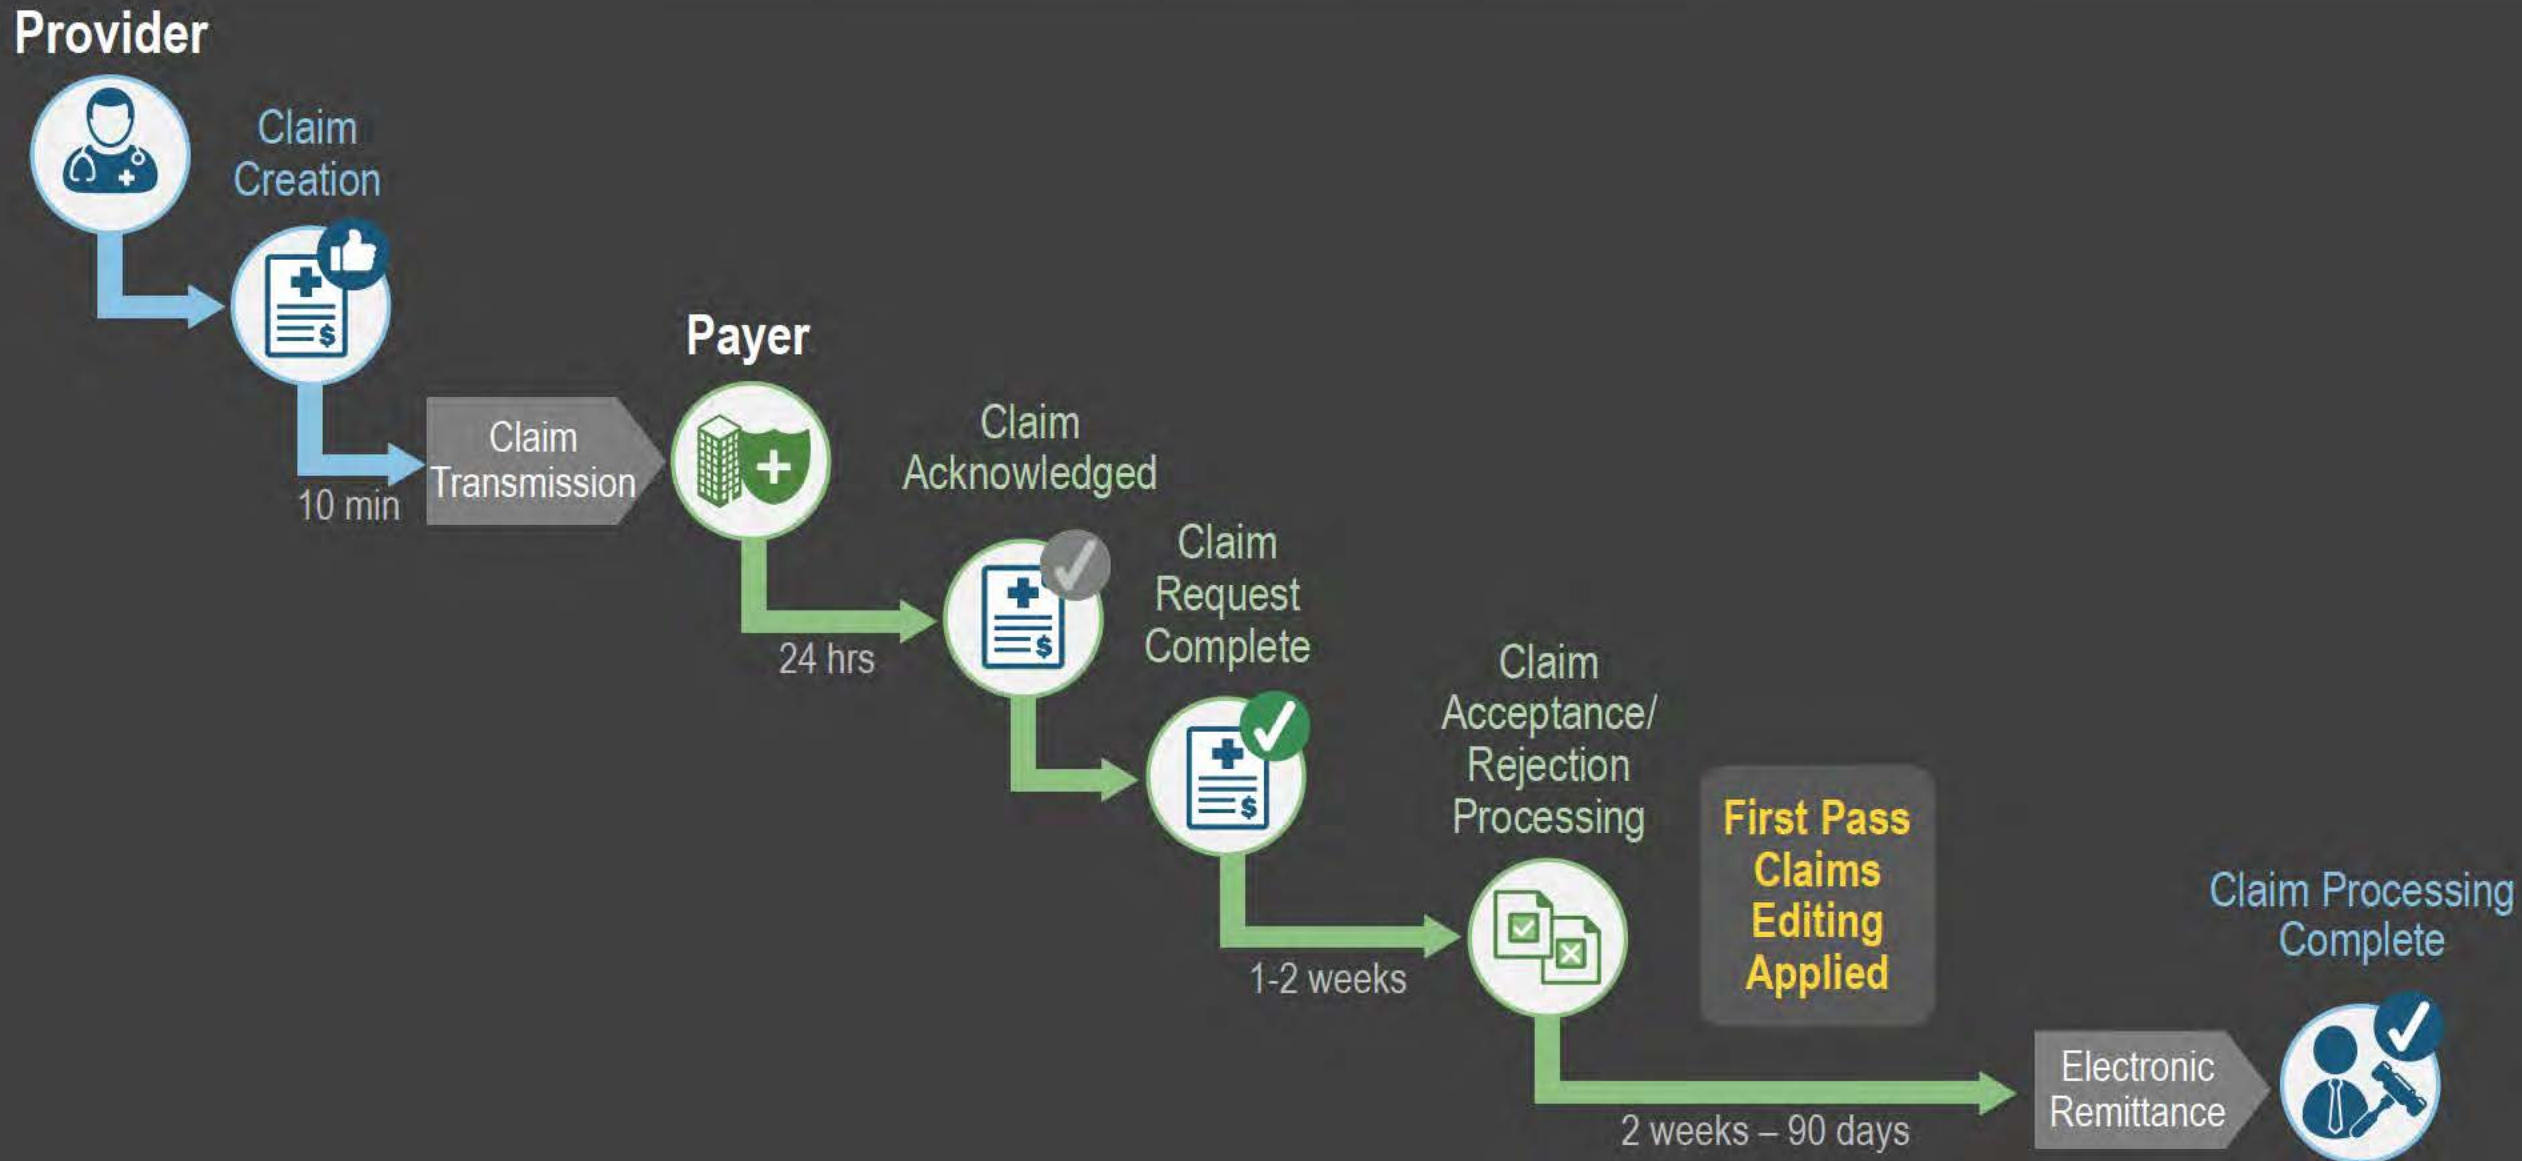 Provider
Claim
Creation
10 min
Claim
Transmission
Payer
24 hrs
Claim
Acknowledged
Claim
Request
Complete
1-2 weeks
Claim
Acceptance/
Rejection
Processing
First Pass
Claims
Editing
Applied
2 weeks – 90 days
Electronic
Remittance
Claim Processing
Complete